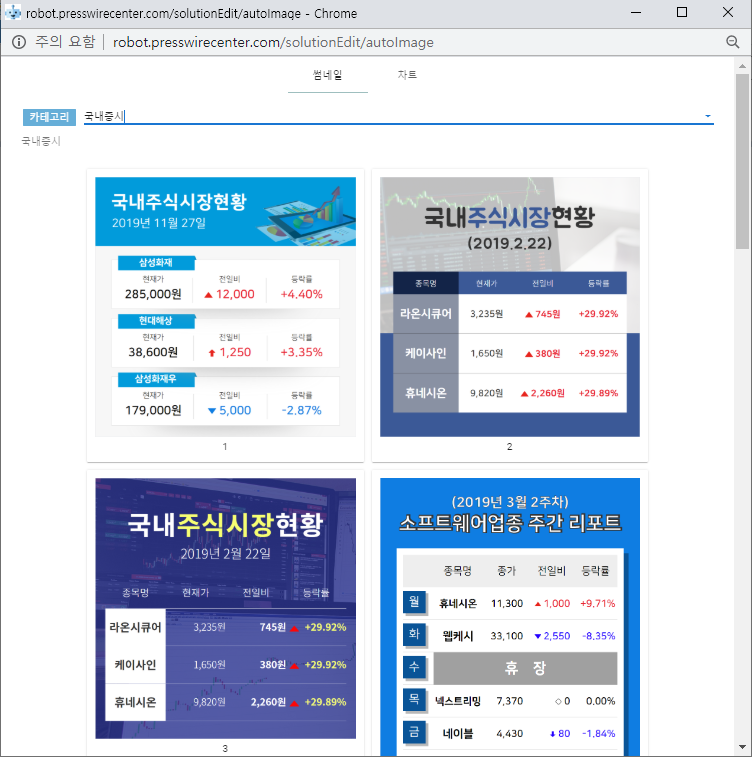 robot.presswirecenter.com/solutionEdit/autoImage - Chrome
주의 요함 robot.presswirecenter.com/solutionEdit/autoImage
썸네일 차트
카테고리 국내증시
국내증시
국내주식시장현황
2019년 11월 27일
삼성화재
현재가 전일비 등락률
285,000원 ▲ 12,000 +4.40%
현대해상
현재가 전일비 등락률
38,600원 ⬆ 1,250 +3.35%
삼성화재우
현재가 전일비 등락률
179,000원 ▼ 5,000 -2.87%
1
국내주식시장현황
(2019.2.22)
종목명 현재가 전일비 등락률
라온시큐어 3,235원 ▲ 745원 +29.92%
케이사인 1,650원 ▲ 380원 +29.92%
휴네시온 9,820원 ▲ 2,260원 +29.89%
2
국내주식시장현황
2019년 2월 22일
종목명 현재가 전일비 등락률
라온시큐어 3,235원 745원 ▲ +29.92%
케이사인 1,650원 380원 ▲ +29.92%
휴네시온 9,820원 2,260원 ▲ +29.89%
3
(2019년 3월 2주차)
소프트웨어업종 주간 리포트
종목명 종가 전일비 등락률
월 휴네시온 11,300 ▲ 1,000 +9.71%
화 웹케시 33,100 ▼ 2,550 -8.35%
수 휴 장
목 넥스트리밍 7,370 ◇ 0 0.00%
금 네이블 4,430 ⬇ 80 -1.84%